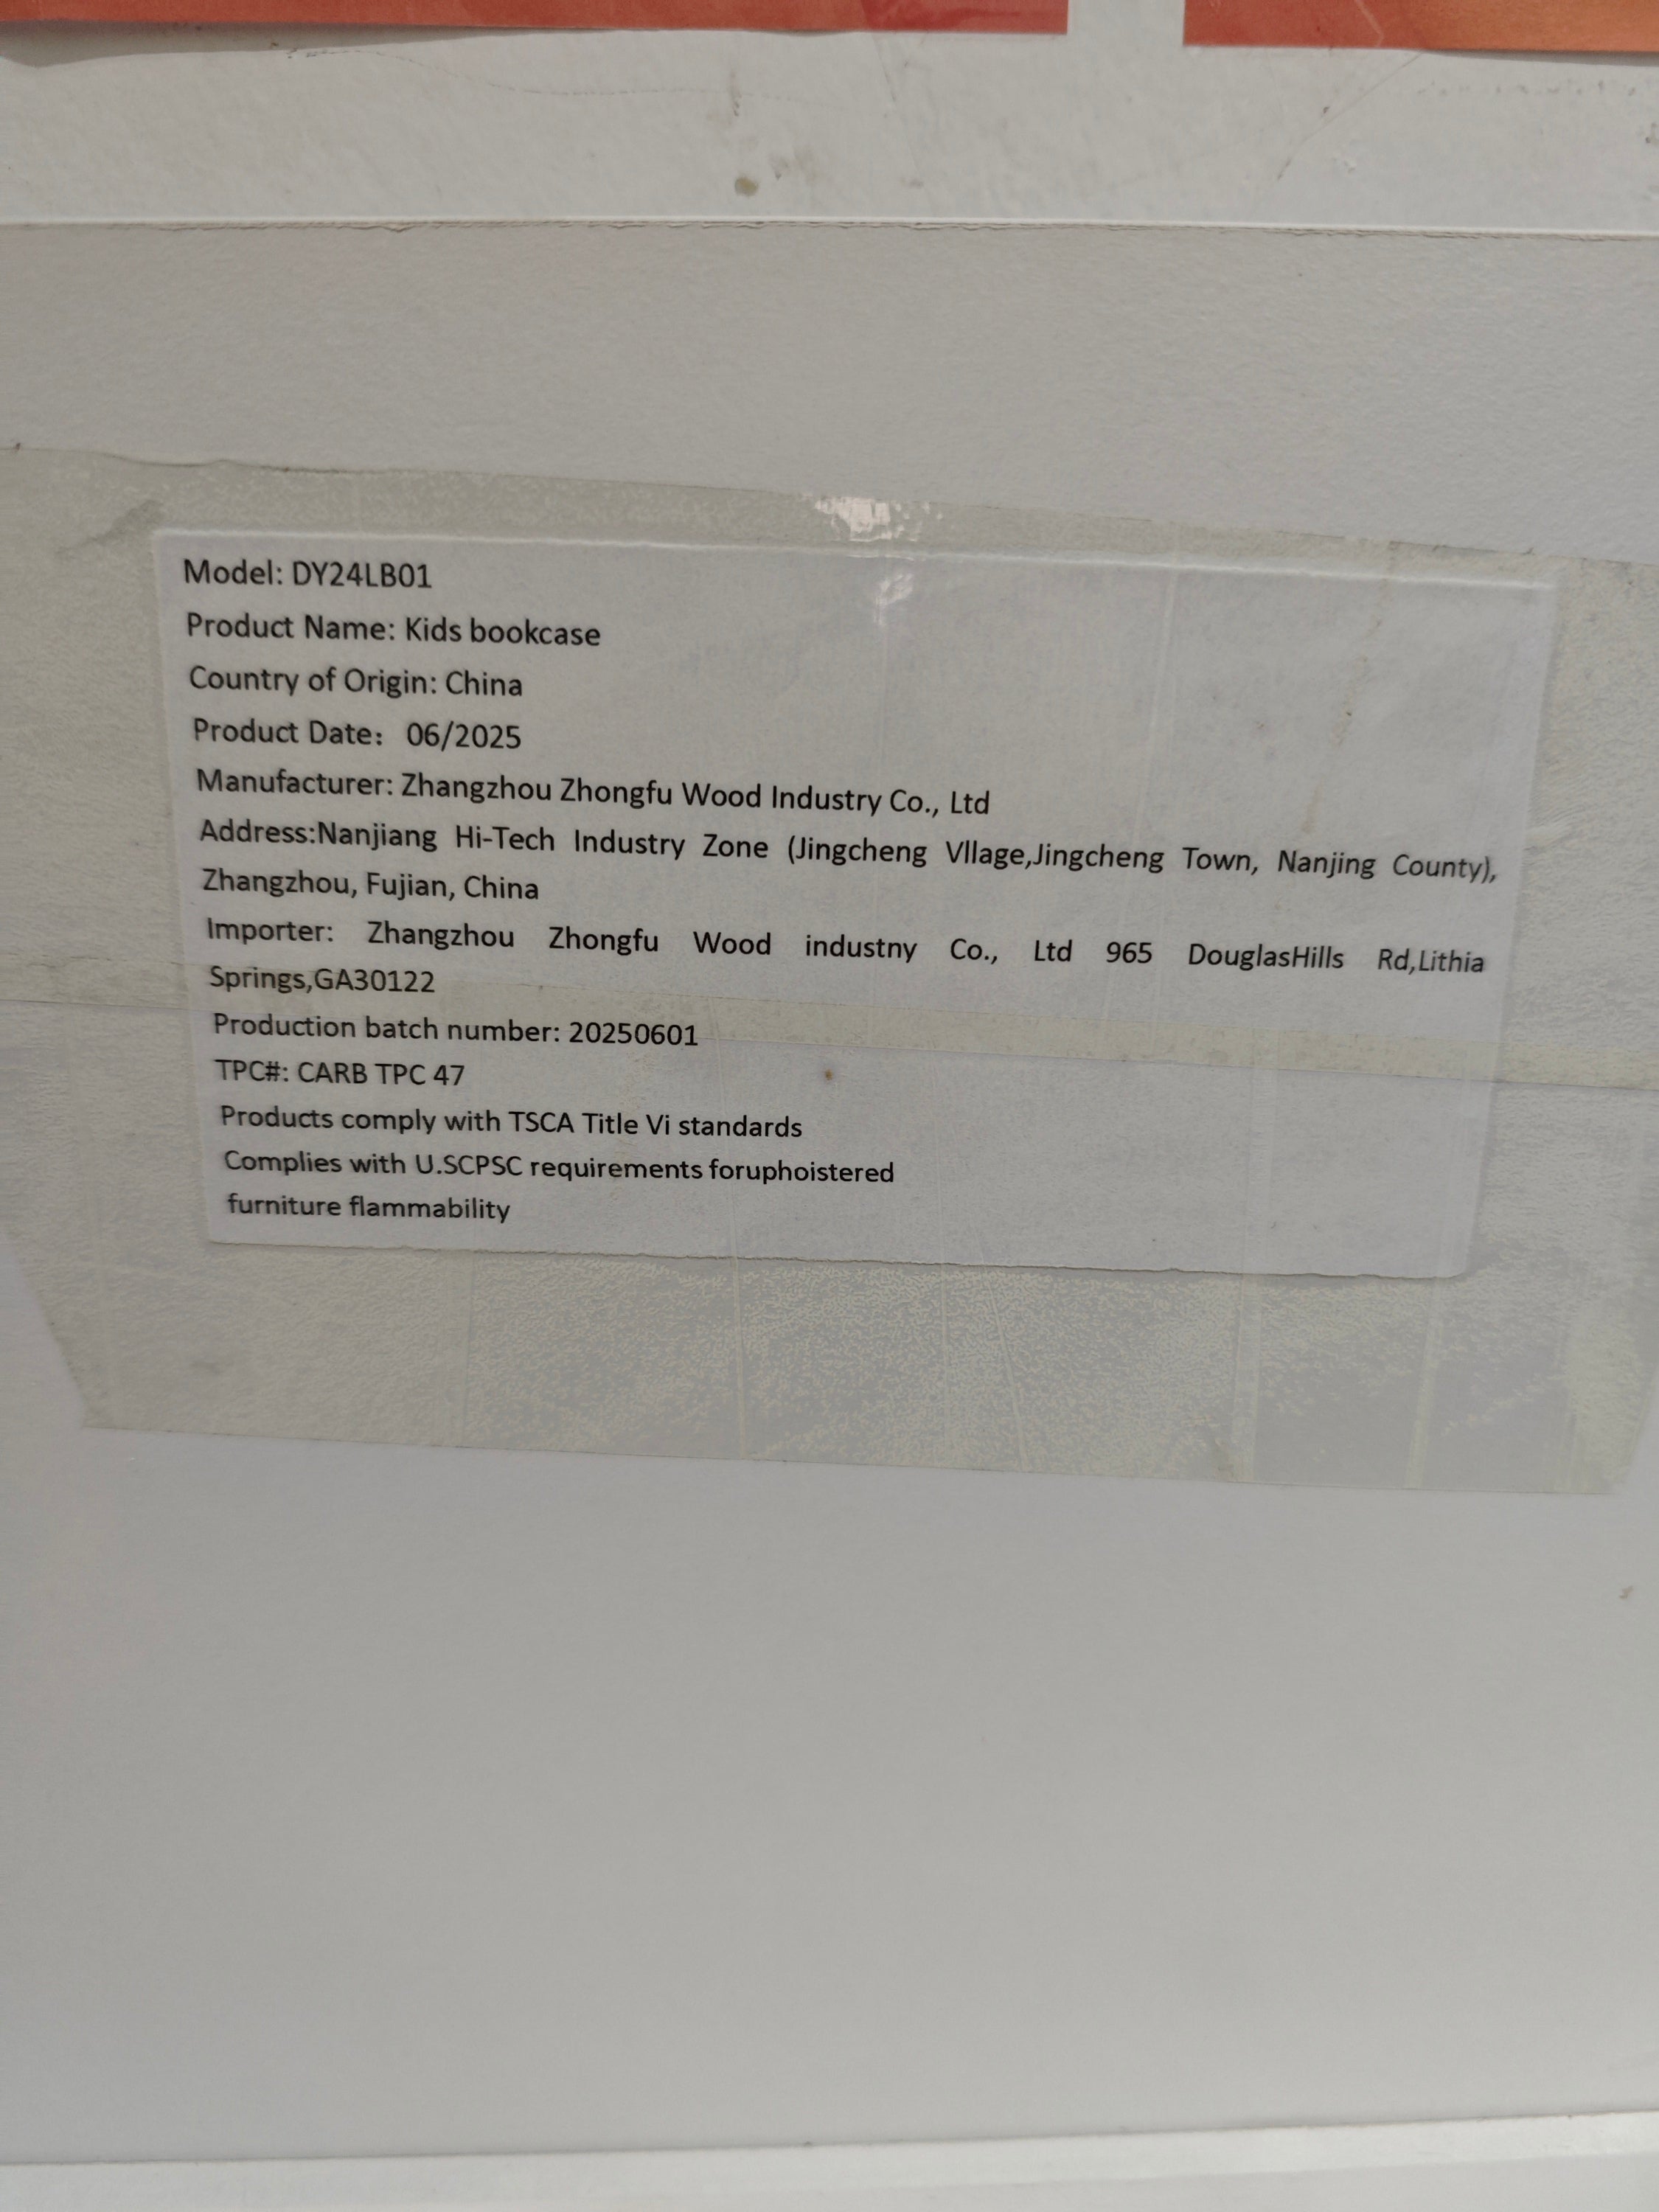 Model: DY24LB01
Product Name: Kids bookcase
Country of Origin: China
Product Date： 06/2025
Manufacturer: Zhangzhou Zhongfu Wood Industry Co., Ltd
Address:Nanjiang Hi-Tech Industry Zone (Jingcheng Vllage,Jingcheng Town, Nanjing County),
Zhangzhou, Fujian, China
Importer: Zhangzhou Zhongfu Wood industny Co., Ltd 965 DouglasHills Rd,Lithia
Springs,GA30122
Production batch number: 20250601
TPC#: CARB TPC 47
Products comply with TSCA Title Vi standards
Complies with U.SCPSC requirements foruphoistered
furniture flammability